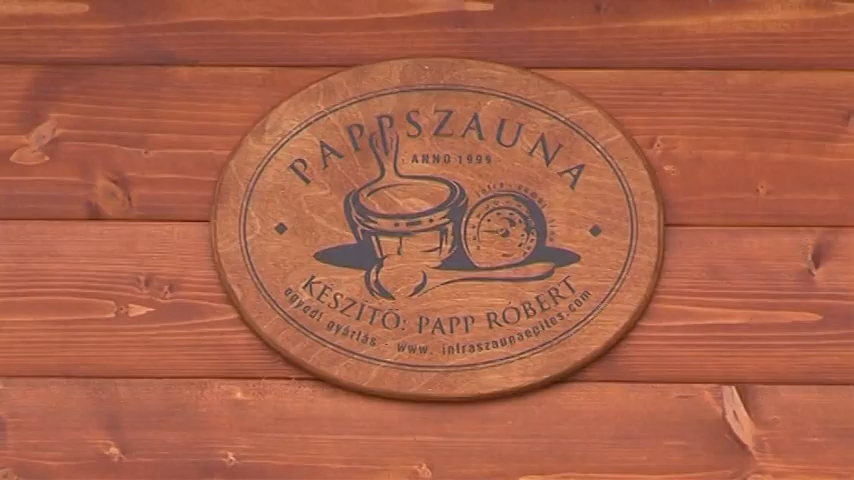 PAPPSZAUNA
ANNO 1999
KÉSZÍTŐ: PAPP RÓBERT
egyedi gyártás · www. infraszaunaepites.com